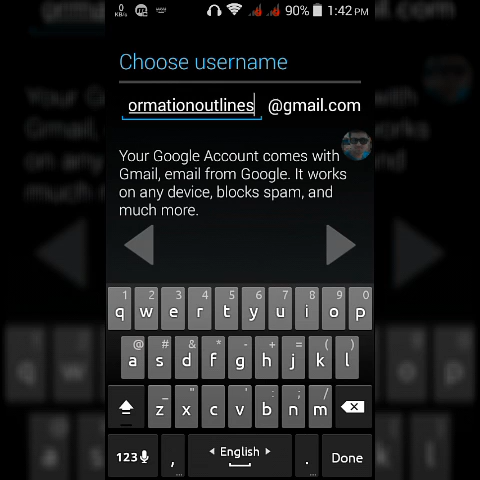 0
KB/s
90%
1:42 PM
Choose username
ormationoutlines @gmail.com
Your Google Account comes with
Gmail, email from Google. It works
on any device, blocks spam, and
much more.
1 2 3 4 5 6 7 8 9 0
q w e r t y u i o p
@ # & * - + = ( )
a s d f g h j k l
_ " ' : ; /
z x c v b n m
123 , English . Done